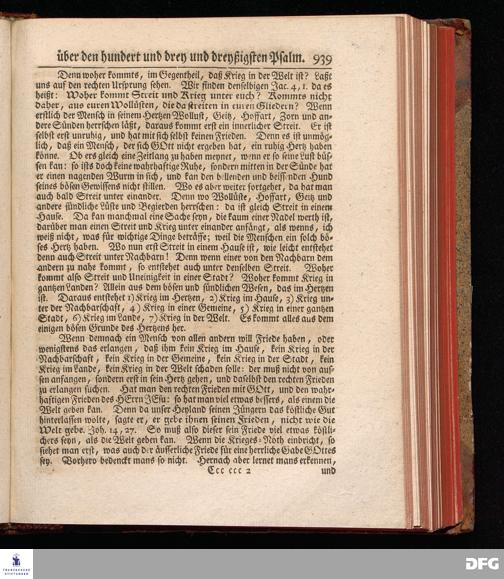 über den hundert und drey und dreyßigsten Psalm. 939
Denn woher kommts, im Gegentheil, daß Krieg in der Welt ist? Laßt
uns auf den rechten Ursprung sehen. Wir finden denselbigen Jac. 4, 1. da es
heißt: Woher kommt Streit und Krieg unter euch? Kommts nicht
daher, aus euren Wollüsten, die da streiten in euren Gliedern? Wenn
erstlich der Mensch in seinem Hertzen Wollust, Geitz, Hoffart, Zorn und an-
dere Sünden herrschen läßt, daraus kommt erst ein innerlicher Streit. Er ist
selbst erst unruhig, und hat mit sich selbst keinen Frieden. Denn es ist unmög-
lich, daß ein Mensch, der sich GOtt nicht ergeben hat, ein ruhig Hertz haben
könne. Ob ers gleich eine Zeitlang zu haben meynet, wenn er so seine Lust büs-
sen kan: so ists doch keine wahrhaftige Ruhe, sondern mitten in der Sünde hat
er einen nagenden Wurm in sich, und kan den bellenden und beissenden Hund
seines bösen Gewissens nicht stillen. Wo es aber weiter fortgehet, da hat man
auch bald Streit unter einander. Denn wo Wollüste, Hoffart, Geitz und
andere sündliche Lüste und Begierden herrschen: da ist gleich Streit in einem
Hause. Da kan manchmal eine Sache seyn, die kaum einer Nadel werth ist,
darüber man einen Streit und Krieg unter einander anfängt, als wenns, ich
weiß nicht, was für wichtige Dinge beträffe; weil die Menschen ein solch bö-
ses Hertz haben. Wo nun erst Streit in einem Hause ist, wie leicht entstehet
denn auch Streit unter Nachbarn! Denn wenn einer von den Nachbarn dem
andern zu nahe kommt, so entstehet auch unter denselben Streit. Woher
kommt also Streit und Uneinigkeit in einer Stadt? Woher kommt Krieg in
gantzen Landen? Allein aus dem bösen und sündlichen Wesen, das im Hertzen
ist. Daraus entstehet 1) Krieg im Hertzen, 2) Krieg im Hause, 3) Krieg un-
ter der Nachbarschaft, 4) Krieg in einer Gemeine, 5) Krieg in einer gantzen
Stadt, 6) Krieg im Lande, 7) Krieg in der Welt. Es kommt alles aus dem
einigen bösen Grunde des Hertzens her.
Wenn demnach ein Mensch von allen andern will Friede haben, oder
wenigstens das erlangen, daß ihm kein Krieg im Hause, kein Krieg in der
Nachbarschaft, kein Krieg in der Gemeine, kein Krieg in der Stadt, kein
Krieg im Lande, kein Krieg in der Welt schaden solle: der muß nicht von aus-
sen anfangen, sondern erst in sein Hertz gehen, und daselbst den rechten Frieden
zu erlangen suchen. Hat man den rechten Frieden mit GOtt, und den wahr-
haftigen Frieden des HErrn JEsu: so hat man viel etwas bessers, als einem die
Welt geben kan. Denn da unser Heyland seinen Jüngern das köstliche Gut
hinterlassen wolte, sagte er, er gebe ihnen seinen Frieden, nicht wie die
Welt gebe. Joh. 14, 27. So muß also dieser sein Friede viel etwas köstli-
chers seyn, als die Welt geben kan. Wenn die Krieges-Noth einbricht, so
siehet man erst, was auch der äusserliche Friede für eine herrliche Gabe GOttes
sey. Vorhero bedenckt mans so nicht. Hernach aber lernet mans erkennen,
Ccc ccc 2 und
FRANCKESCHE
STIFTUNGEN
DFG